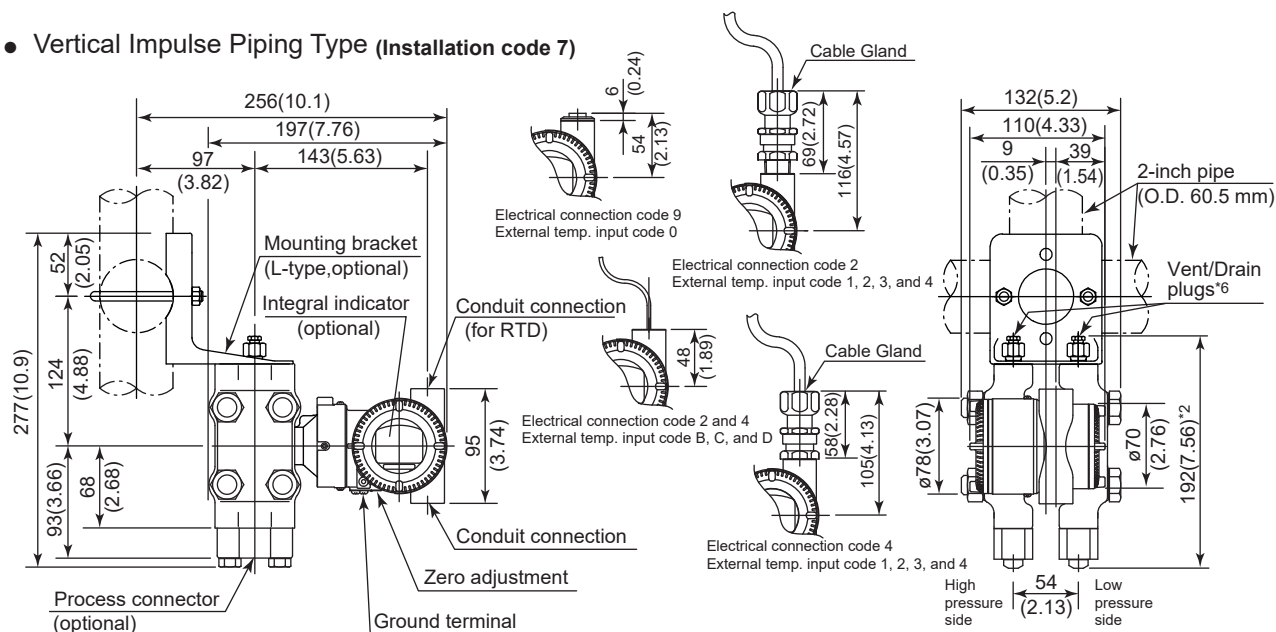 ● Vertical Impulse Piping Type (Installation code 7)
256(10.1)
197(7.76)
97
(3.82)
143(5.63)
52
(2.05)
277(10.9)
124
(4.88)
93(3.66)
68
(2.68)
Mounting bracket
(L-type,optional)
Integral indicator
(optional)
Conduit connection
(for RTD)
95
(3.74)
Conduit connection
Zero adjustment
Ground terminal
Process connector
(optional)
6
(0.24)
54
(2.13)
Electrical connection code 9
External temp. input code 0
Cable Gland
69(2.72)
116(4.57)
Electrical connection code 2
External temp. input code 1, 2, 3, and 4
48
(1.89)
Electrical connection code 2 and 4
External temp. input code B, C, and D
Cable Gland
58(2.28)
105(4.13)
Electrical connection code 4
External temp. input code 1, 2, 3, and 4
132(5.2)
110(4.33)
9
(0.35)
39
(1.54)
2-inch pipe
(O.D. 60.5 mm)
Vent/Drain
plugs*6
ø78(3.07)
ø70
(2.76)
192(7.56)*2
High
pressure
side
54
(2.13)
Low
pressure
side